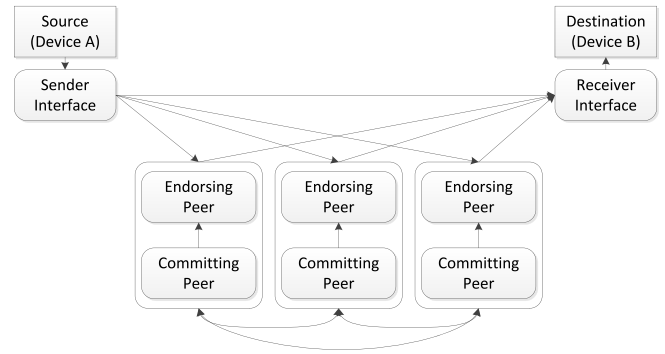 Source
(Device A)
Destination
(Device B)
Sender
Interface
Receiver
Interface
Endorsing
Peer
Endorsing
Peer
Endorsing
Peer
Committing
Peer
Committing
Peer
Committing
Peer